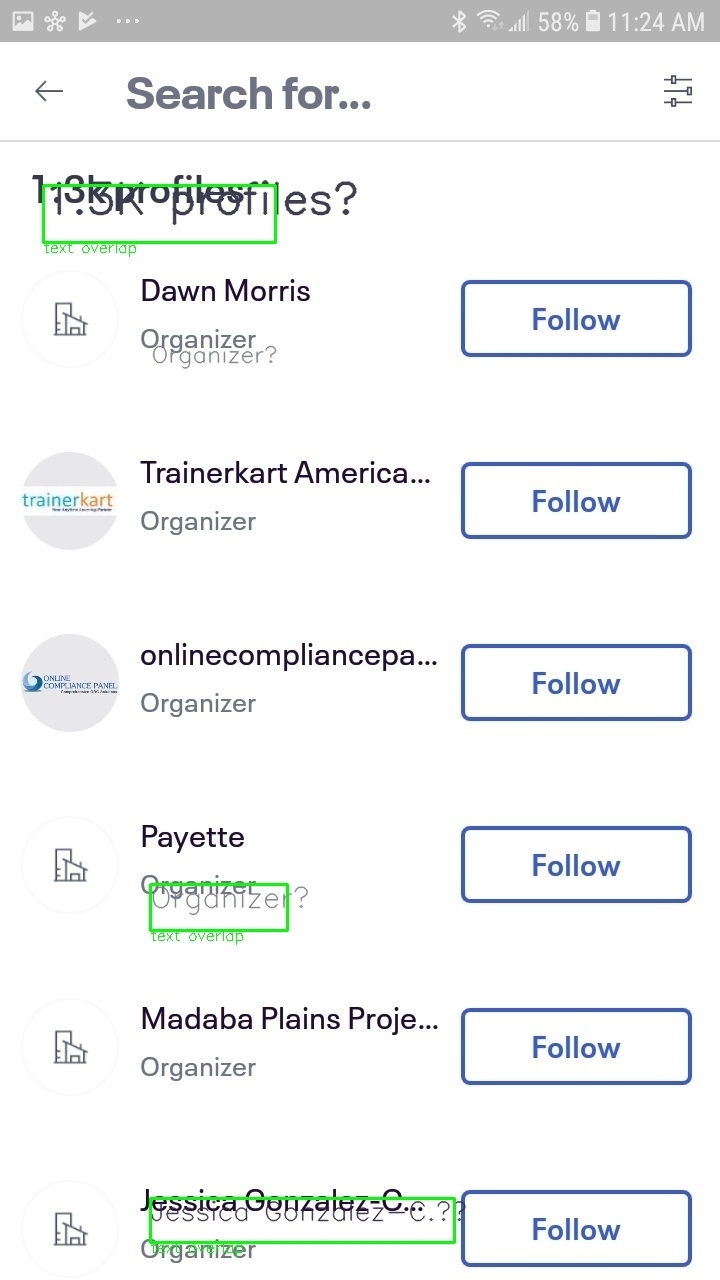 58% 11:24 AM
Search for...
1.3k profiles
1.3K profiles?
text overlap
Dawn Morris
Follow
Organizer
Organizer?
trainerkart
Trainerkart America...
Follow
Organizer
ONLINE
COMPLIANCE PANEL
onlinecompliancepa...
Follow
Organizer
Payette
Follow
Organizer
Organizer?
text overlap
Madaba Plains Proje...
Follow
Organizer
Jessica Gonzalez-C...
Jessica Gonzalez-C.??
Follow
Organizer
text overlap